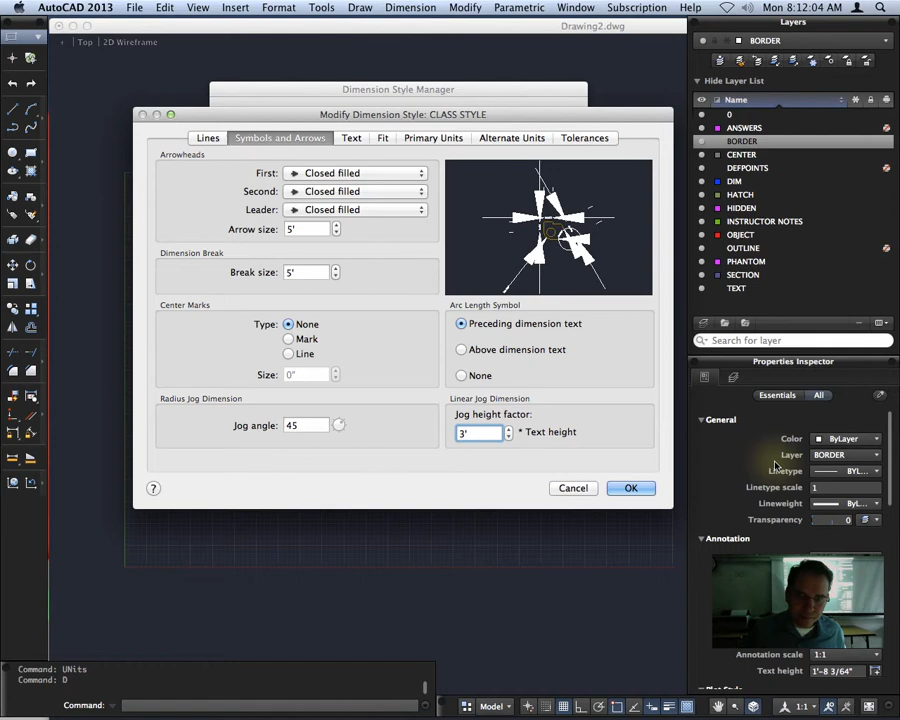 AutoCAD 2013 File Edit View Insert Format Tools Draw Dimension Modify Parametric Window Subscription Help Mon 8:12:04 AM
Drawing2.dwg
Top | 2D Wireframe
Layers
BORDER
Hide Layer List
Name
0
ANSWERS
BORDER
CENTER
DEFPOINTS
DIM
HATCH
HIDDEN
INSTRUCTOR NOTES
OBJECT
OUTLINE
PHANTOM
SECTION
TEXT
Search for layer
Dimension Style Manager
Modify Dimension Style: CLASS STYLE
Lines Symbols and Arrows Text Fit Primary Units Alternate Units Tolerances
Arrowheads
First: Closed filled
Second: Closed filled
Leader: Closed filled
Arrow size: 5'
Dimension Break
Break size: 5'
Center Marks
Type: None
Mark
Line
Size: 0"
Arc Length Symbol
Preceding dimension text
Above dimension text
None
Radius Jog Dimension
Jog angle: 45
Linear Jog Dimension
Jog height factor:
3' * Text height
? Cancel OK
Properties Inspector
Essentials All
General
Color ByLayer
Layer BORDER
Linetype BYL...
Linetype scale 1
Lineweight ByL...
Transparency 0
Annotation
Annotation scale 1:1
Text height 1'-8 3/64"
Command: UNits
Command: D
Command:
Model
1:1